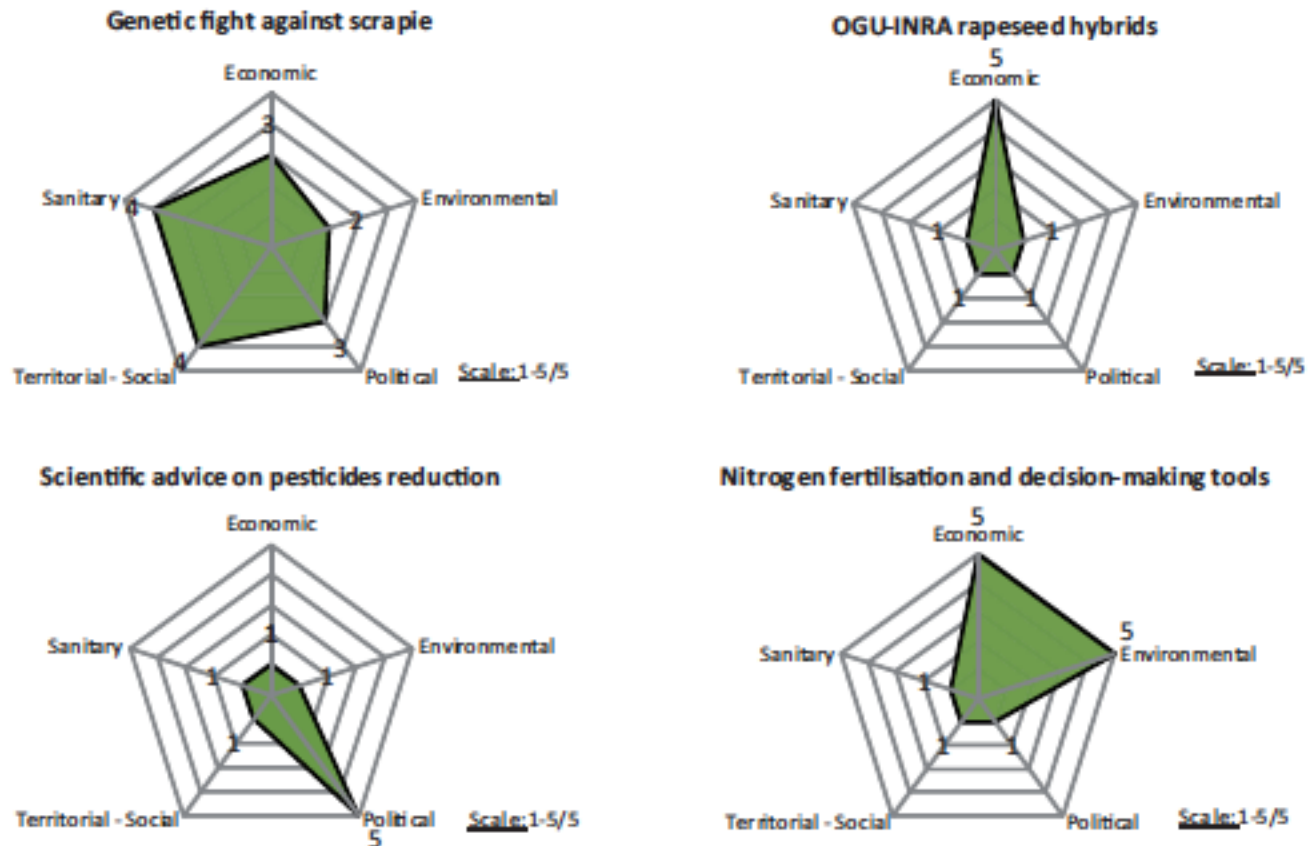 Genetic fight against scrapie
Economic
3
Sanitary
4
Environmental
2
Territorial - Social
4
Political
3
Scale: 1-5/5
OGU-INRA rapeseed hybrids
5
Economic
Sanitary
1
Environmental
1
Territorial - Social
1
Political
1
Scale: 1-5/5
Scientific advice on pesticides reduction
Economic
1
Sanitary
1
Environmental
1
Territorial - Social
1
Political
5
Scale: 1-5/5
Nitrogen fertilisation and decision-making tools
5
Economic
Sanitary
1
5
Environmental
Territorial - Social
1
Political
1
Scale: 1-5/5